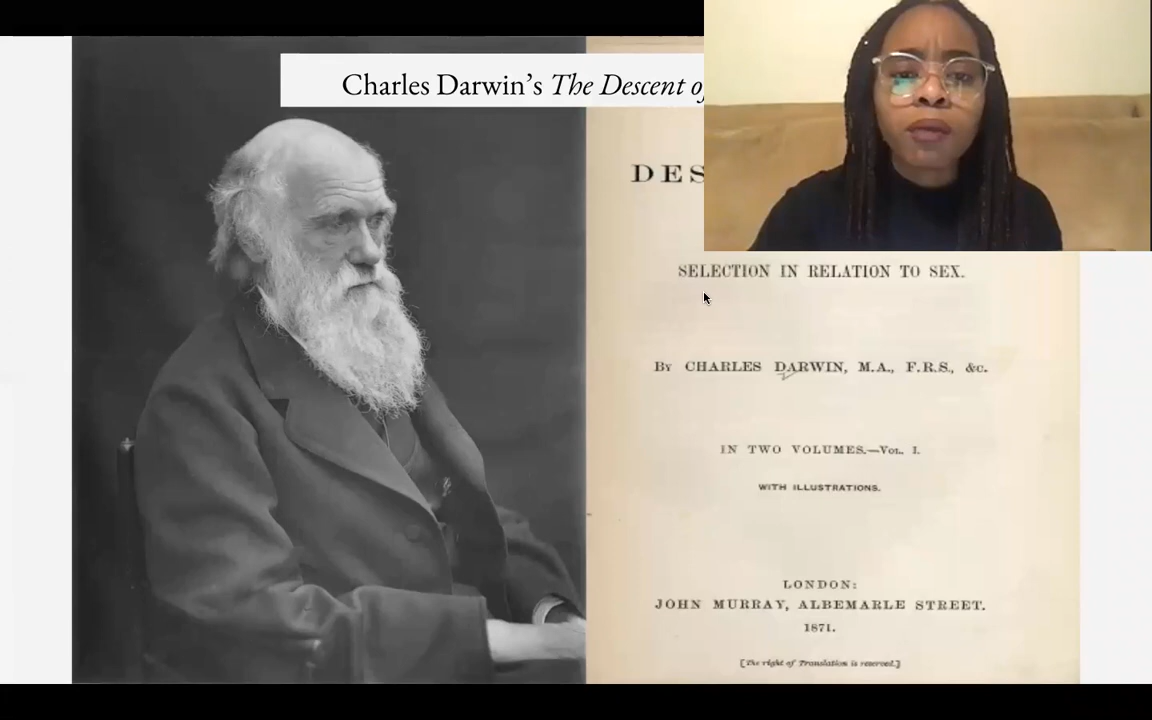 Charles Darwin's The Descent of
DES
SELECTION IN RELATION TO SEX.
By CHARLES DARWIN, M.A., F.R.S., &c.
IN TWO VOLUMES.—Vol. I.
WITH ILLUSTRATIONS.
LONDON:
JOHN MURRAY, ALBEMARLE STREET.
1871.
[The right of Translation is reserved.]